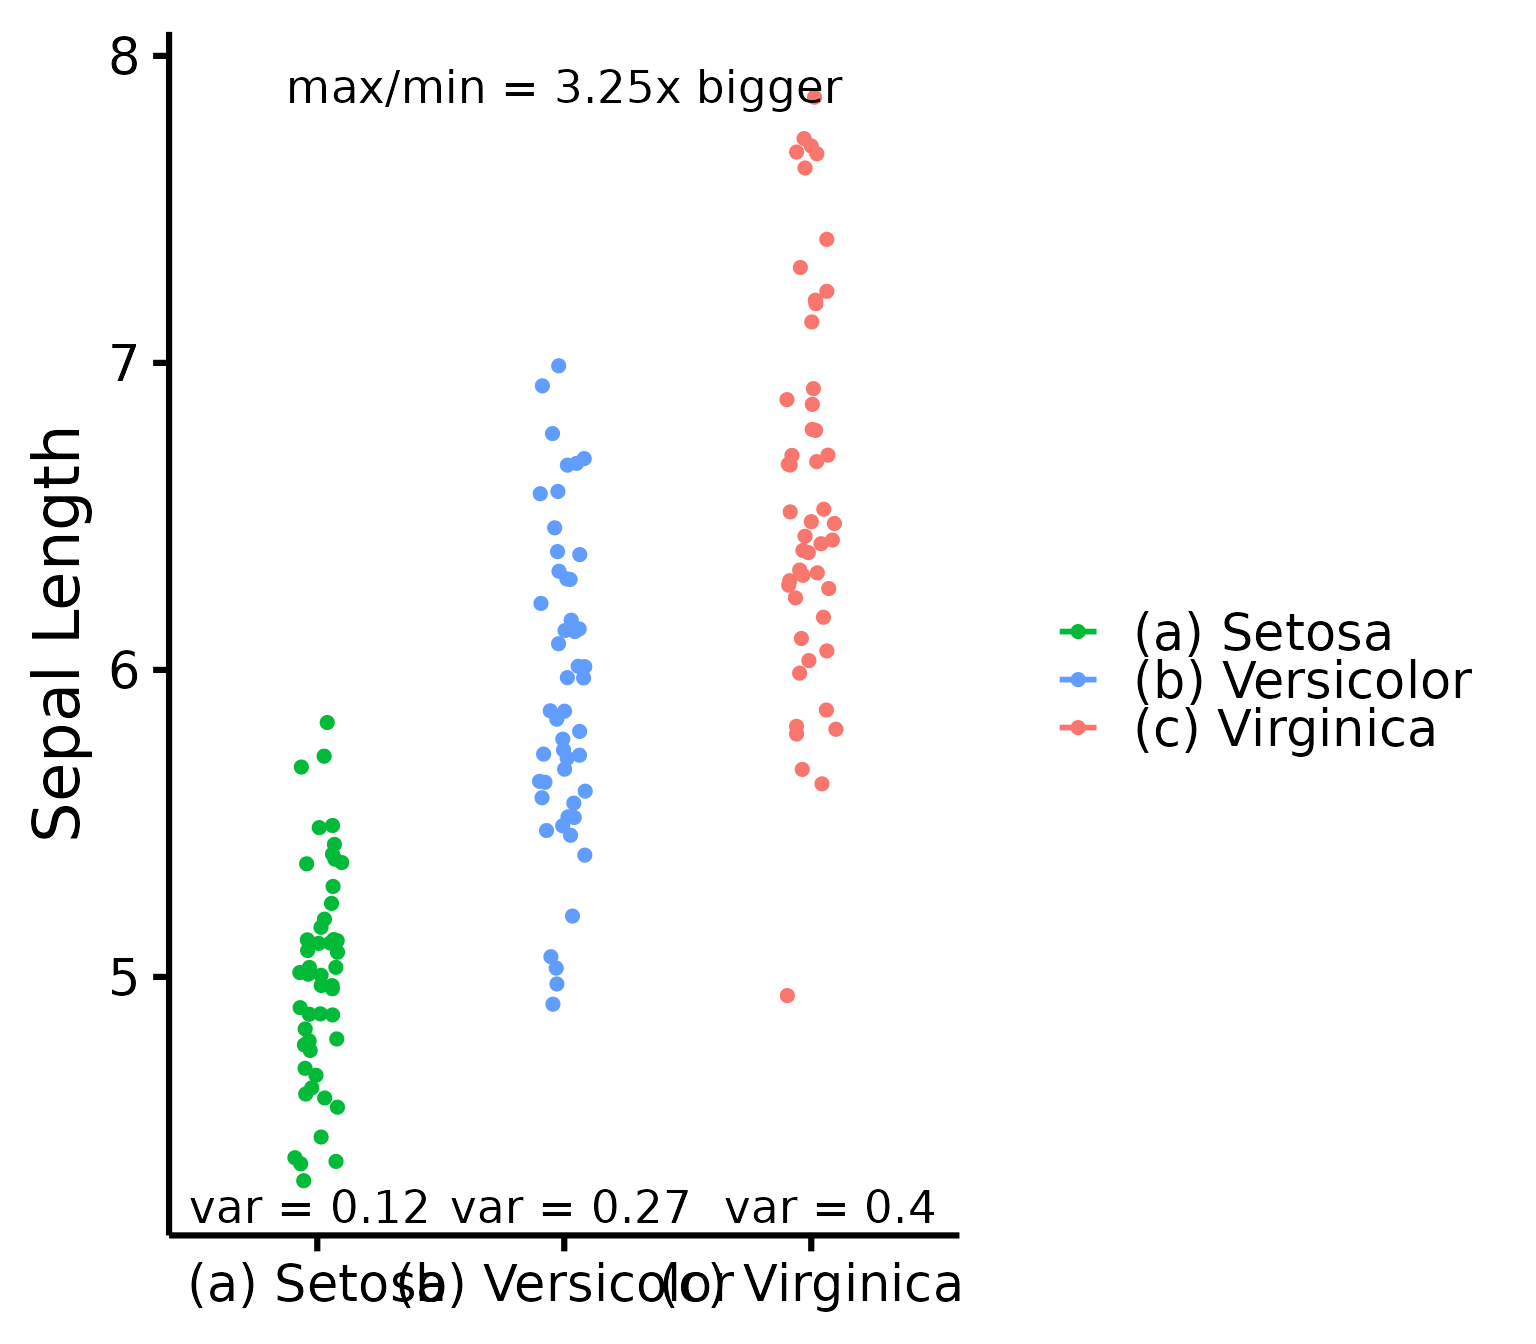 max/min = 3.25x bigger
8
7
6
5
Sepal Length
var = 0.12 var = 0.27 var = 0.4
(a) Setosa (b) Versicolor (c) Virginica
(a) Setosa
(b) Versicolor
(c) Virginica